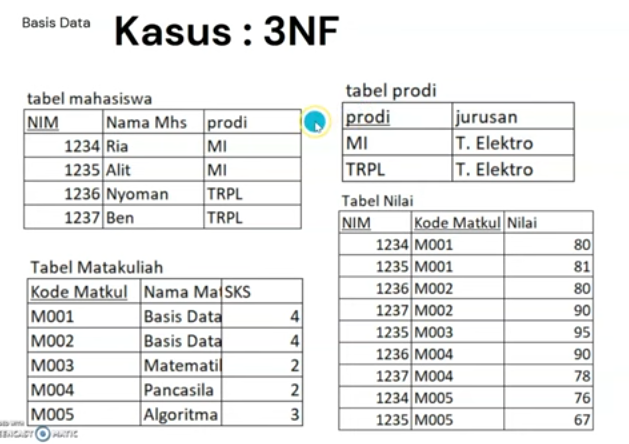 Basis Data
Kasus : 3NF
tabel mahasiswa
NIM Nama Mhs prodi
1234 Ria MI
1235 Alit MI
1236 Nyoman TRPL
1237 Ben TRPL
tabel prodi
prodi jurusan
MI T. Elektro
TRPL T. Elektro
Tabel Nilai
NIM Kode Matkul Nilai
1234 M001 80
1235 M001 81
1236 M002 80
1237 M002 90
1235 M003 95
1236 M004 90
1237 M004 78
1234 M005 76
1235 M005 67
Tabel Matakuliah
Kode Matkul Nama Mat SKS
M001 Basis Data 4
M002 Basis Data 4
M003 Matemati 2
M004 Pancasila 2
M005 Algoritma 3